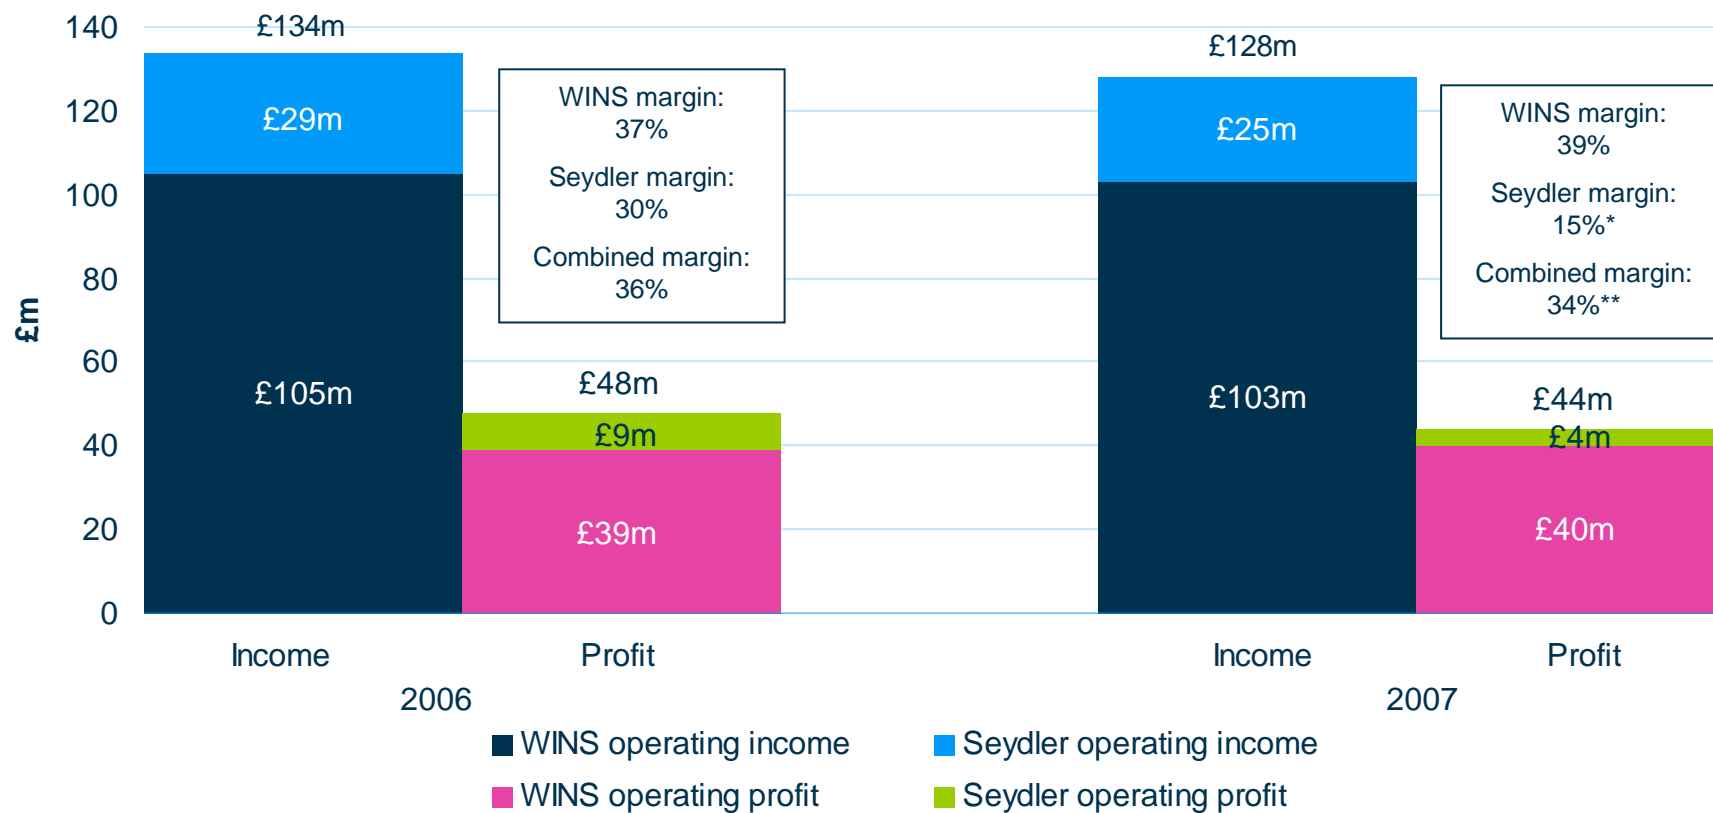 £m
140
120
100
80
60
40
20
0
£134m
£29m
£105m
WINS margin:
37%
Seydler margin:
30%
Combined margin:
36%
£48m
£9m
£39m
£128m
£25m
£103m
WINS margin:
39%
Seydler margin:
15%*
Combined margin:
34%**
£44m
£4m
£40m
Income
Profit
Income
Profit
2006
2007
WINS operating income
Seydler operating income
WINS operating profit
Seydler operating profit